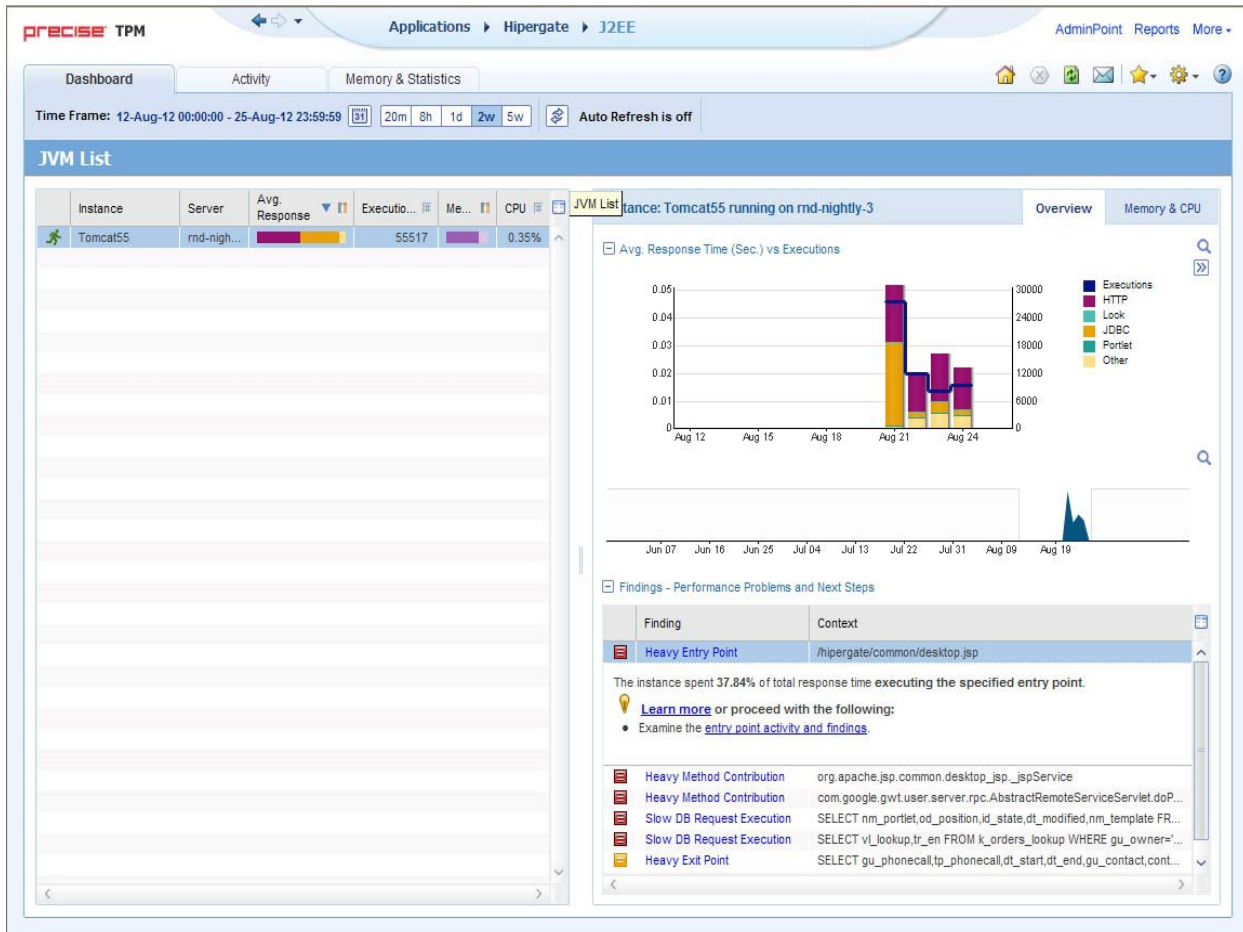 precise TPM
Applications Hipergate J2EE
AdminPoint Reports More
Dashboard Activity Memory & Statistics
Time Frame: 12-Aug-12 00:00:00 - 25-Aug-12 23:59:59 31 20m 8h 1d 2w 5w Auto Refresh is off
JVM List
Instance Server Avg. Response Executio... Me... CPU
Tomcat55 rnd-nigh... 55517 0.35%
JVM List
tance: Tomcat55 running on rnd-nightly-3
Overview Memory & CPU
Avg. Response Time (Sec.) vs Executions
0.05 30000
0.04 24000
0.03 18000
0.02 12000
0.01 6000
0 0
Aug 12 Aug 15 Aug 18 Aug 21 Aug 24
Executions
HTTP
Lock
JDBC
Portlet
Other
Jun 07 Jun 16 Jun 25 Jul 04 Jul 13 Jul 22 Jul 31 Aug 09 Aug 19
Findings - Performance Problems and Next Steps
Finding Context
Heavy Entry Point /hipergate/common/desktop.jsp
The instance spent 37.84% of total response time executing the specified entry point.
Learn more or proceed with the following:
• Examine the entry point activity and findings.
Heavy Method Contribution org.apache.jsp.common.desktop_jsp._jspService
Heavy Method Contribution com.google.gwt.user.server.rpc.AbstractRemoteServiceServlet.doP...
Slow DB Request Execution SELECT nm_portlet,od_position,id_state,dt_modified,nm_template FR...
Slow DB Request Execution SELECT vl_lookup,tr_en FROM k_orders_lookup WHERE gu_owner='...
Heavy Exit Point SELECT gu_phonecall,tp_phonecall,dt_start,dt_end,gu_contact,cont...